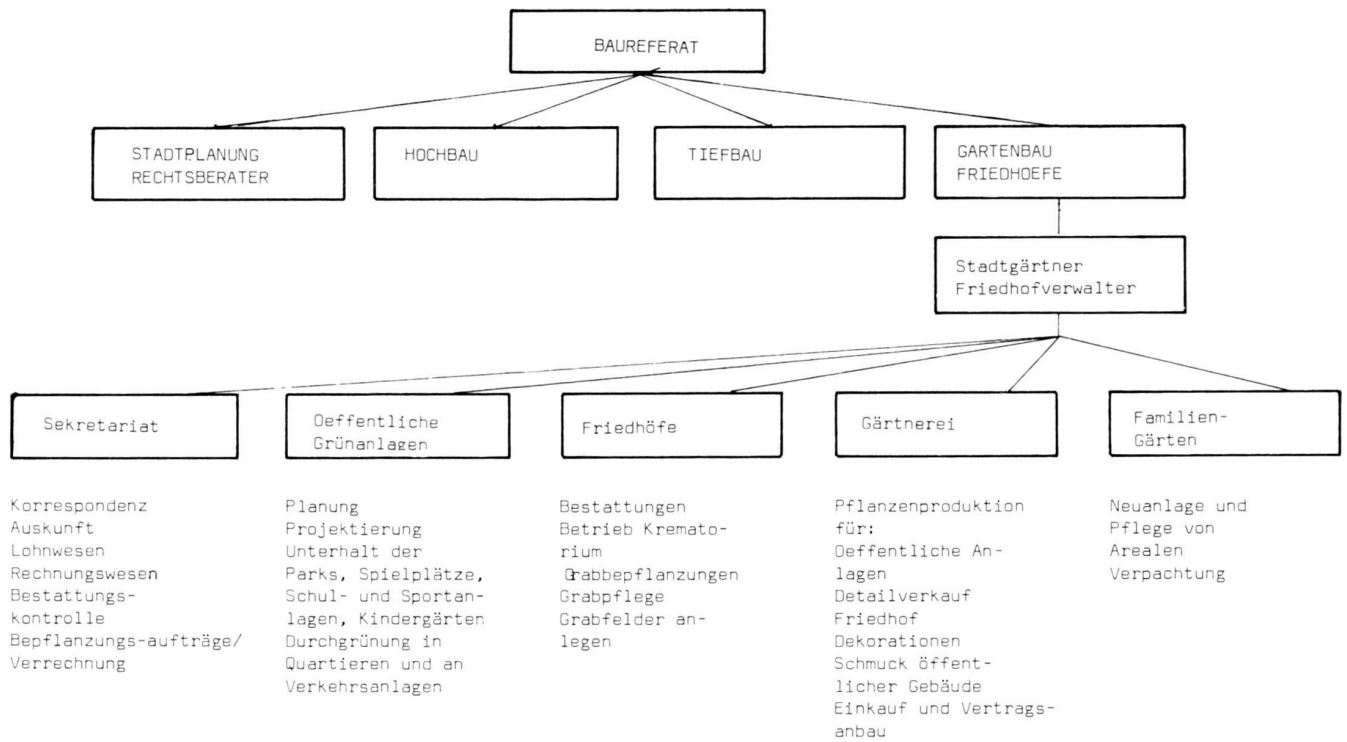 BAUREFERAT
STADTPLANUNG
RECHTSBERATER
HOCHBAU
TIEFBAU
GARTENBAU
FRIEDHOEFE
Stadtgärtner
Friedhofverwalter
Sekretariat
Oeffentliche
Grünanlagen
Friedhöfe
Gärtnerei
Familien-
Gärten
Korrespondenz
Auskunft
Lohnwesen
Rechnungswesen
Bestattungs-
kontrolle
Bepflanzungs-aufträge/
Verrechnung
Planung
Projektierung
Unterhalt der
Parks, Spielplätze,
Schul- und Sportan-
lagen, Kindergärten
Durchgrünung in
Quartieren und an
Verkehrsanlagen
Bestattungen
Betrieb Kremato-
rium
Grabbepflanzungen
Grabpflege
Grabfelder an-
legen
Pflanzenproduktion
für:
Oeffentliche An-
lagen
Detailverkauf
Friedhof
Dekorationen
Schmuck öffent-
licher Gebäude
Einkauf und Vertrags-
anbau
Neuanlage und
Pflege von
Arealen
Verpachtung